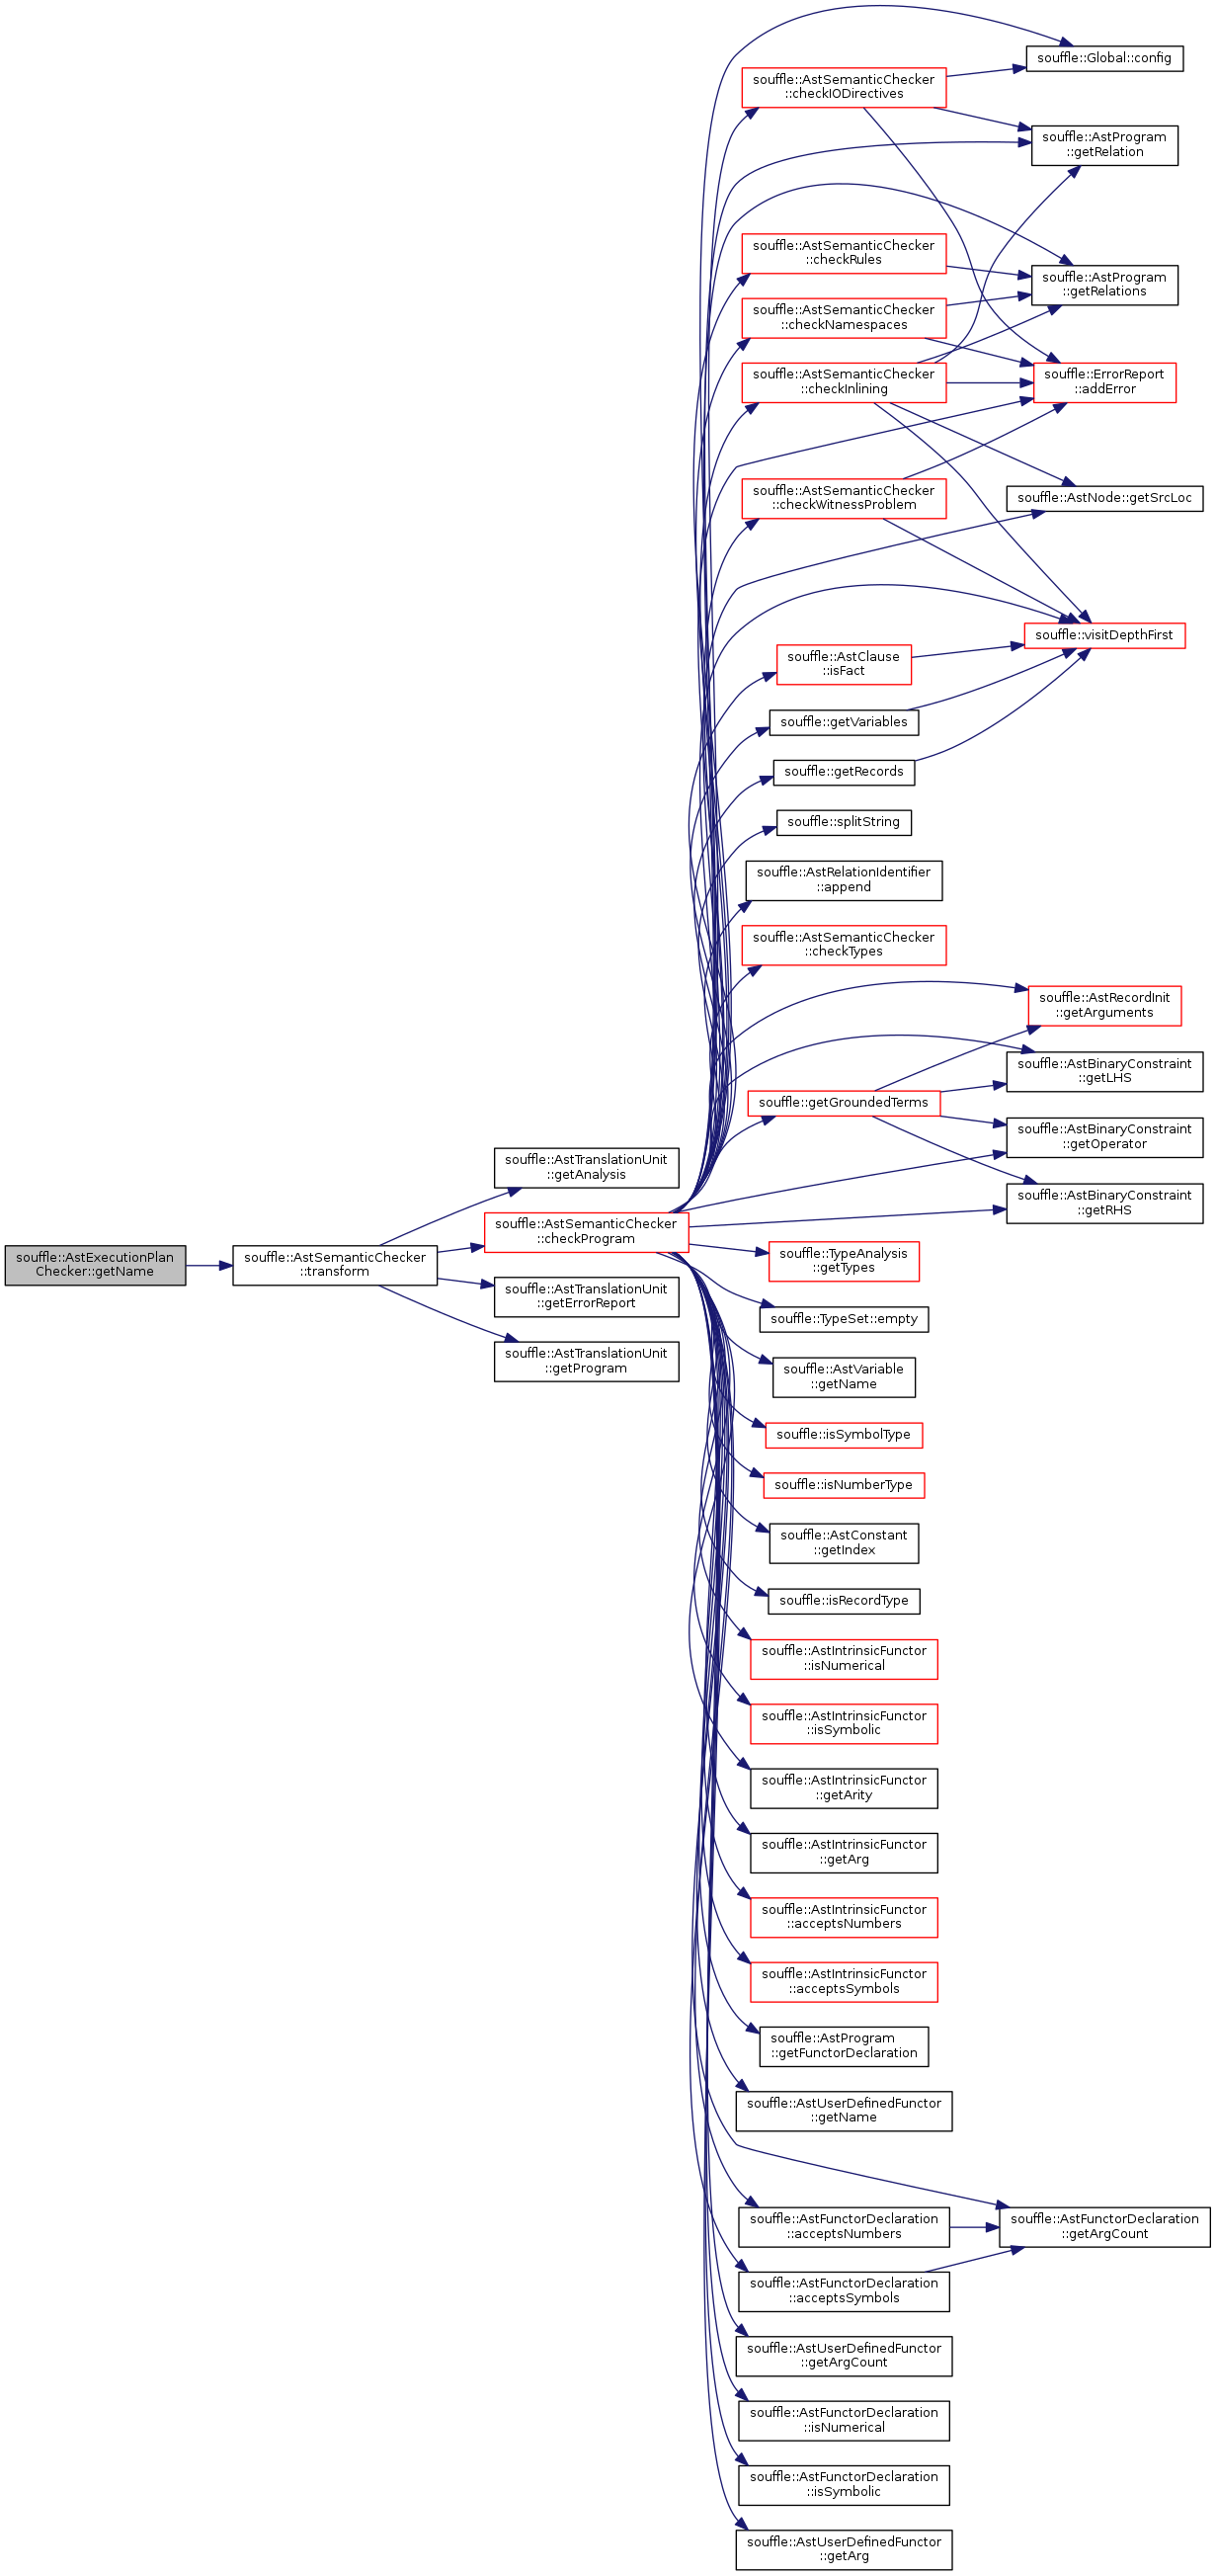 souffle::AstExecutionPlan
Checker::getName
souffle::AstSemanticChecker
::transform
souffle::AstTranslationUnit
::getAnalysis
souffle::AstSemanticChecker
::checkProgram
souffle::AstTranslationUnit
::getErrorReport
souffle::AstTranslationUnit
::getProgram
souffle::AstSemanticChecker
::checkIODirectives
souffle::AstSemanticChecker
::checkRules
souffle::AstSemanticChecker
::checkNamespaces
souffle::AstSemanticChecker
::checkInlining
souffle::AstSemanticChecker
::checkWitnessProblem
souffle::AstClause
::isFact
souffle::getVariables
souffle::getRecords
souffle::splitString
souffle::AstRelationIdentifier
::append
souffle::AstSemanticChecker
::checkTypes
souffle::getGroundedTerms
souffle::TypeAnalysis
::getTypes
souffle::TypeSet::empty
souffle::AstVariable
::getName
souffle::isSymbolType
souffle::isNumberType
souffle::AstConstant
::getIndex
souffle::isRecordType
souffle::AstIntrinsicFunctor
::isNumerical
souffle::AstIntrinsicFunctor
::isSymbolic
souffle::AstIntrinsicFunctor
::getArity
souffle::AstIntrinsicFunctor
::getArg
souffle::AstIntrinsicFunctor
::acceptsNumbers
souffle::AstIntrinsicFunctor
::acceptsSymbols
souffle::AstProgram
::getFunctorDeclaration
souffle::AstUserDefinedFunctor
::getName
souffle::AstFunctorDeclaration
::acceptsNumbers
souffle::AstFunctorDeclaration
::acceptsSymbols
souffle::AstUserDefinedFunctor
::getArgCount
souffle::AstFunctorDeclaration
::isNumerical
souffle::AstFunctorDeclaration
::isSymbolic
souffle::AstUserDefinedFunctor
::getArg
souffle::Global::config
souffle::AstProgram
::getRelation
souffle::AstProgram
::getRelations
souffle::ErrorReport
::addError
souffle::AstNode::getSrcLoc
souffle::visitDepthFirst
souffle::AstRecordInit
::getArguments
souffle::AstBinaryConstraint
::getLHS
souffle::AstBinaryConstraint
::getOperator
souffle::AstBinaryConstraint
::getRHS
souffle::AstFunctorDeclaration
::getArgCount